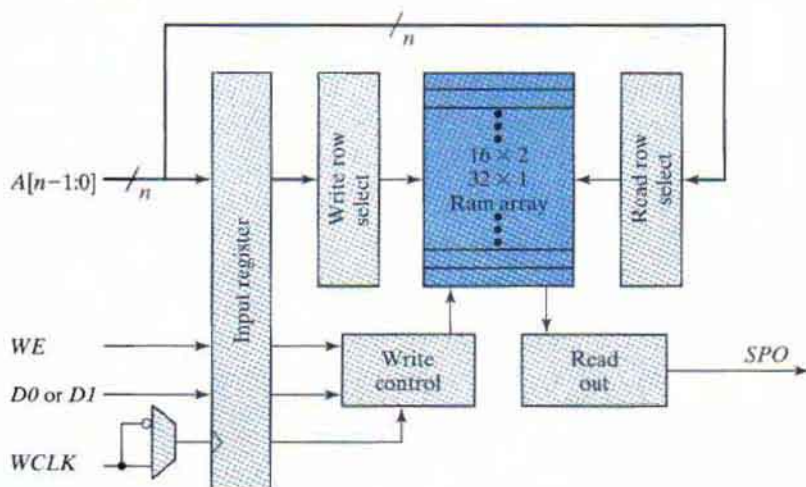 n
A[n−1:0]
n
Input register
Write row
select
16 × 2
32 × 1
Ram array
Read row
select
WE
D0 or D1
WCLK
Write
control
Read
out
SPO